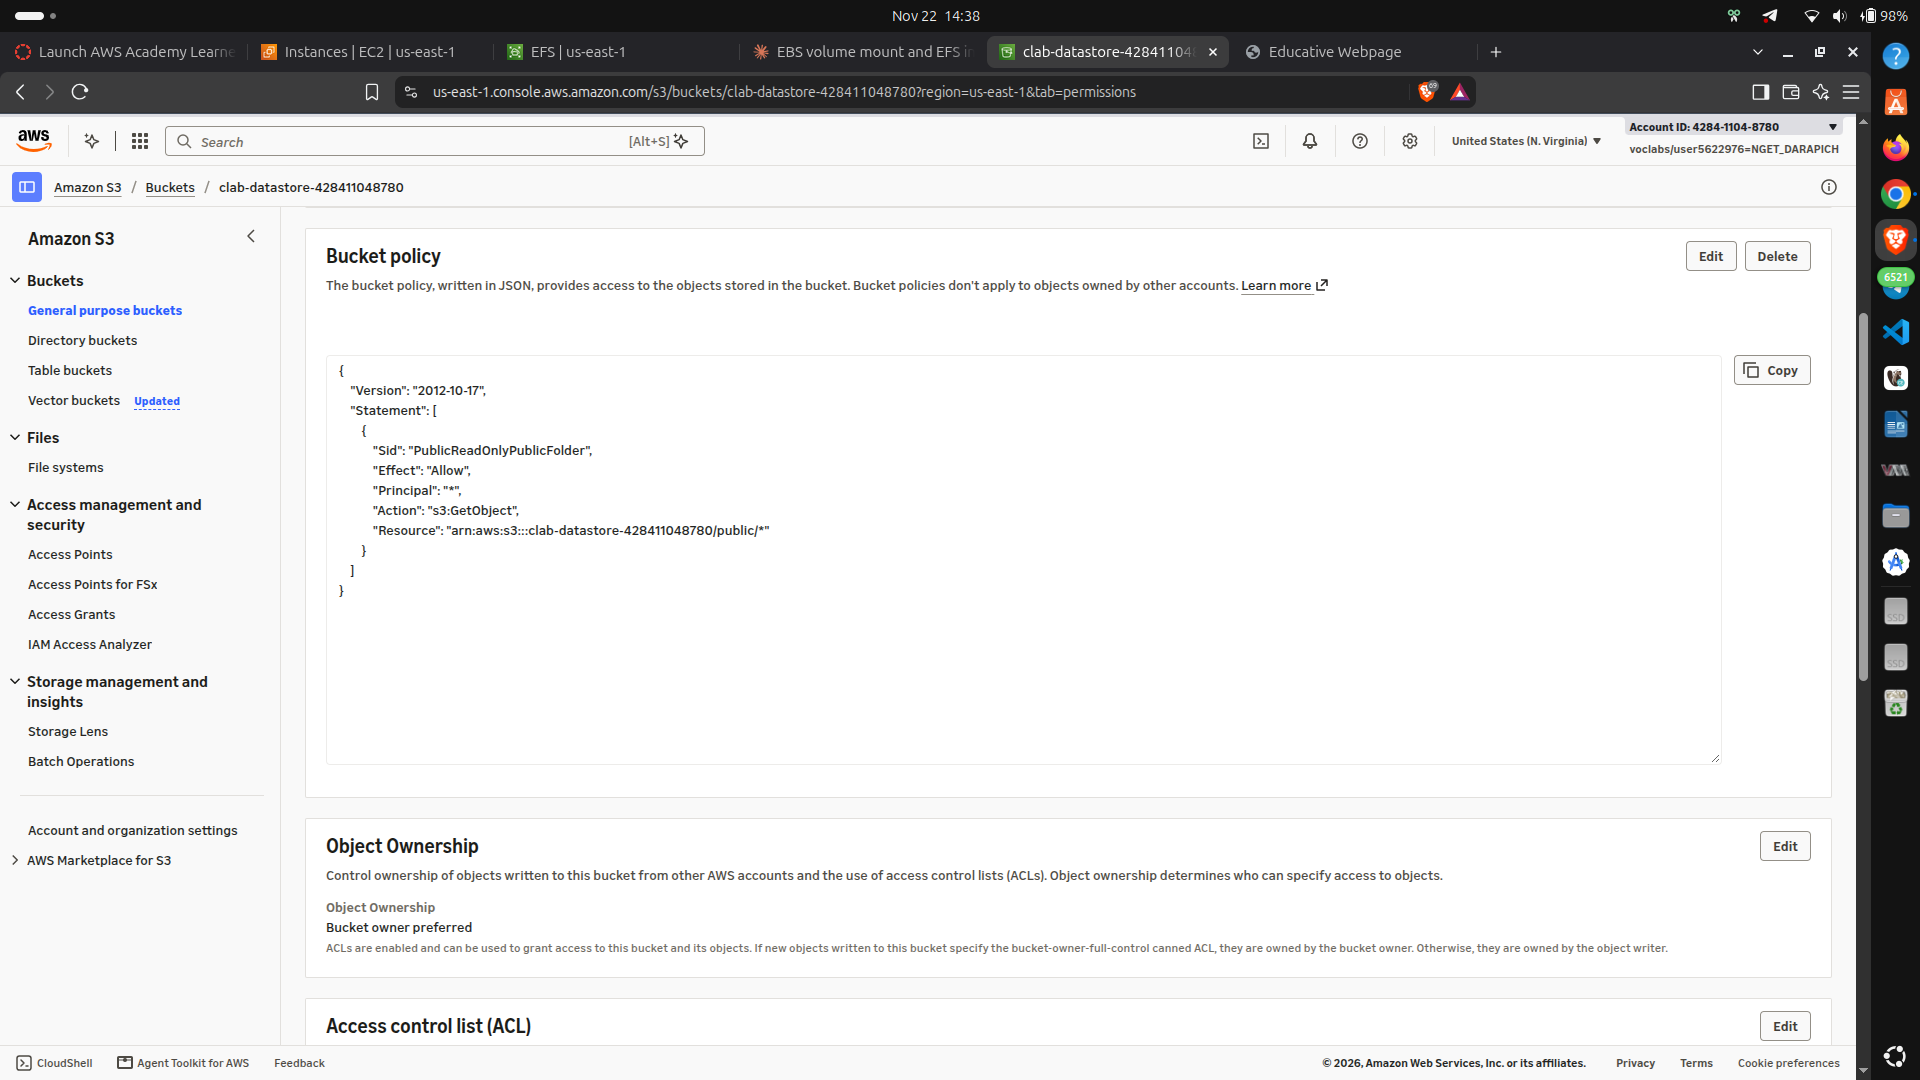 Nov 22 14:38
98%
Launch AWS Academy Learne
Instances | EC2 | us-east-1
EFS | us-east-1
EBS volume mount and EFS i
clab-datastore-42841104
Educative Webpage
us-east-1.console.aws.amazon.com/s3/buckets/clab-datastore-428411048780?region=us-east-1&tab=permissions
69
aws
Search
[Alt+S]
United States (N. Virginia)
Account ID: 4284-1104-8780
voclabs/user5622976=NGET_DARAPICH
Amazon S3 / Buckets / clab-datastore-428411048780
Amazon S3
Buckets
General purpose buckets
Directory buckets
Table buckets
Vector buckets Updated
Files
File systems
Access management and
security
Access Points
Access Points for FSx
Access Grants
IAM Access Analyzer
Storage management and
insights
Storage Lens
Batch Operations
Account and organization settings
AWS Marketplace for S3
Bucket policy
Edit
Delete
The bucket policy, written in JSON, provides access to the objects stored in the bucket. Bucket policies don't apply to objects owned by other accounts. Learn more
Copy
{
"Version": "2012-10-17",
"Statement": [
{
"Sid": "PublicReadOnlyPublicFolder",
"Effect": "Allow",
"Principal": "*",
"Action": "s3:GetObject",
"Resource": "arn:aws:s3:::clab-datastore-428411048780/public/*"
}
]
}
Object Ownership
Edit
Control ownership of objects written to this bucket from other AWS accounts and the use of access control lists (ACLs). Object ownership determines who can specify access to objects.
Object Ownership
Bucket owner preferred
ACLs are enabled and can be used to grant access to this bucket and its objects. If new objects written to this bucket specify the bucket-owner-full-control canned ACL, they are owned by the bucket owner. Otherwise, they are owned by the object writer.
Access control list (ACL)
Edit
CloudShell
Agent Toolkit for AWS
Feedback
© 2026, Amazon Web Services, Inc. or its affiliates.
Privacy
Terms
Cookie preferences
6521
SSD
SSD